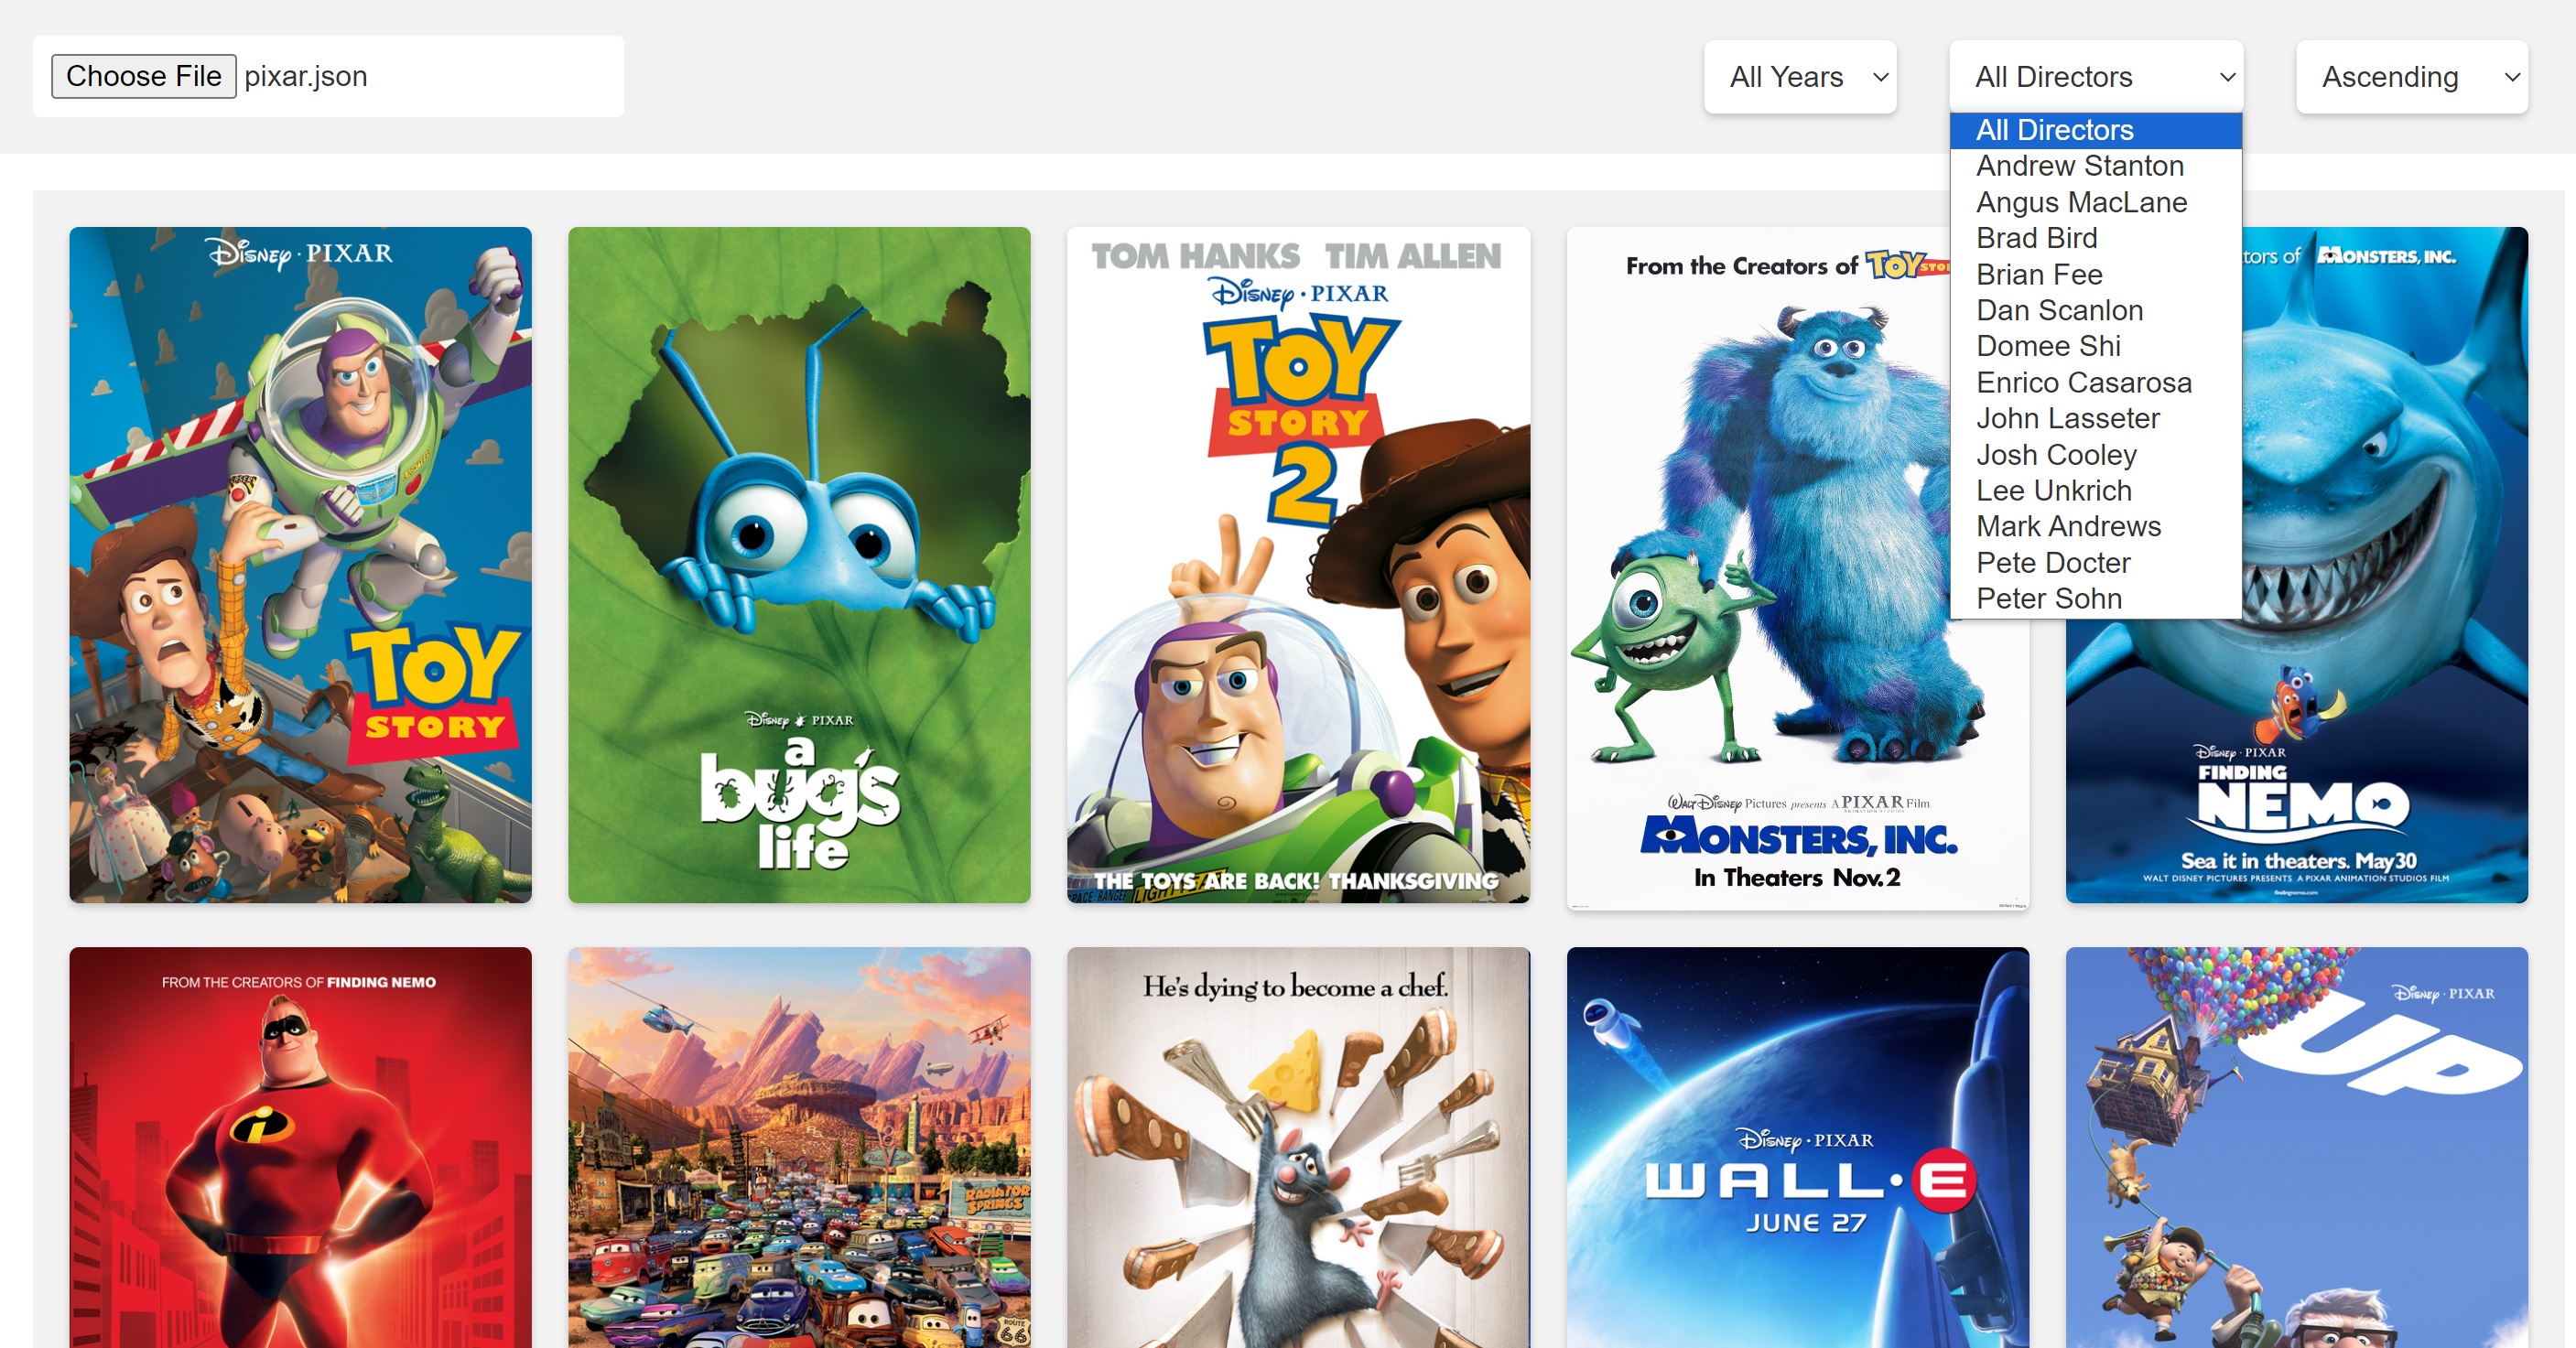 Choose File pixar.json
All Years
All Directors
Ascending
All Directors
Andrew Stanton
Angus MacLane
Brad Bird
Brian Fee
Dan Scanlon
Domee Shi
Enrico Casarosa
John Lasseter
Josh Cooley
Lee Unkrich
Mark Andrews
Pete Docter
Peter Sohn
DISNEY · PIXAR
TOY
STORY
DISNEY PIXAR
a
bug's
life
TOM HANKS TIM ALLEN
DISNEY · PIXAR
TOY
STORY
2
THE TOYS ARE BACK! THANKSGIVING
From the Creators of TOY STO
WALT DISNEY Pictures presents A PIXAR Film
MONSTERS, INC.
In Theaters Nov.2
tors of MONSTERS, INC.
DISNEY · PIXAR
FINDING
NEMO
Sea it in theaters. May30
WALT DISNEY PICTURES PRESENTS A PIXAR ANIMATION STUDIOS FILM
findingnemo.com
FROM THE CREATORS OF FINDING NEMO
i
RADIATOR
SPRINGS
ROUTE
66
He's dying to become a chef.
DISNEY · PIXAR
WALL·E
JUNE 27
DISNEY · PIXAR
UP